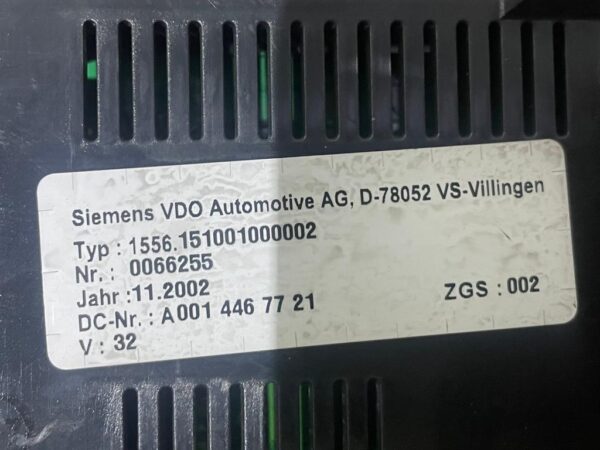 Siemens VDO Automotive AG, D-78052 VS-Villingen
Typ : 1556.151001000002
Nr. : 0066255
Jahr :11.2002
DC-Nr. : A 001 446 77 21 ZGS : 002
V : 32